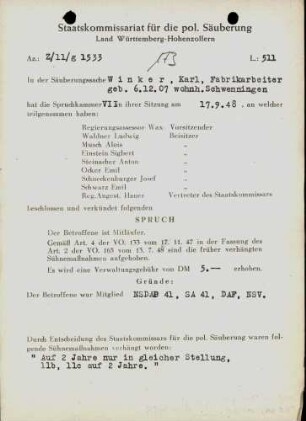 Staatskommissariat für die pol. Säuberung
Land Württemberg-Hohenzollern
Az.: Z/11/g 1533
L.: 511
In der Säuberungssache W i n k e r , Karl, Fabrikarbeiter
geb. 6.12.07 wohnh. Schwenningen
hat die Spruchkammer VII in ihrer Sitzung am 17.9.48. an welcher
teilgenommen haben:
Regierungsassessor Wax Vorsitzender
Waldner Ludwig Beisitzer
Munch Alois "
Einstein Sigbert "
Steimacher Anton "
Osker Emil "
Schneckenburger Josef "
Schwarz Emil "
Reg.Angest. Hauer Vertreter des Staatskommissars
beschlossen und verkündet folgenden
SPRUCH
Der Betroffene ist Mitläufer.
Gemäß Art. 4 der VO. 133 vom 17. 11. 47 in der Fassung des
Art. 2 der VO. 165 vom 13. 7. 48 sind die früher verhängten
Sühnemaßnahmen aufgehoben.
Es wird eine Verwaltungsgebühr von DM 5.-- erhoben.
Gründe:
Der Betroffene war Mitglied NSDAP 41, SA 41, DAF, NSV.
Durch Entscheidung des Staatskommissars für die pol. Säuberung waren fol-
gende Sühnemaßnahmen verhängt worden:
" Auf 2 Jahre nur in gleicher Stellung,
11b, 11c auf 2 Jahre. "